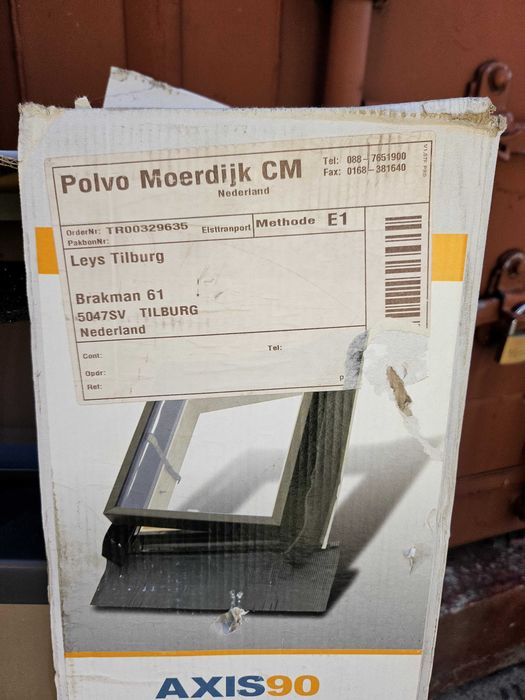 Polvo Moerdijk CM
Nederland
Tel: 088-7651900
Fax: 0168-381640
OrderNr: TR00329635 Elsttranport Methode E1
PakbonNr:
Leys Tilburg
Brakman 61
5047SV TILBURG
Nederland
Cont: Tel:
Opdr:
Ref:
AXIS90